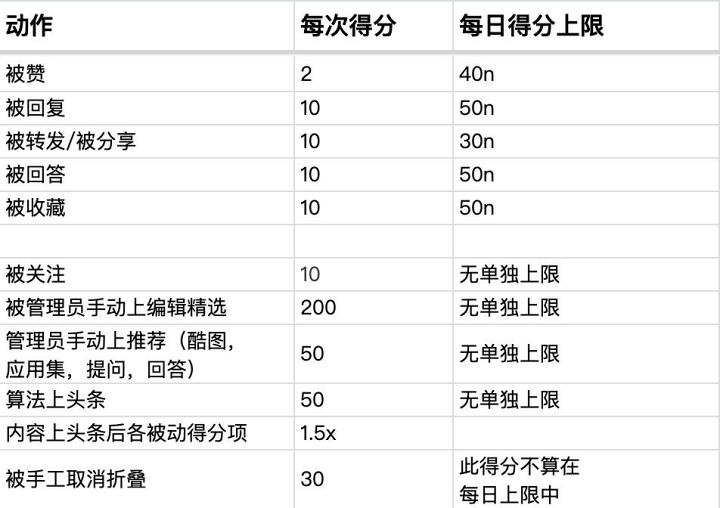 动作 每次得分 每日得分上限
被赞 2 40n
被回复 10 50n
被转发/被分享 10 30n
被回答 10 50n
被收藏 10 50n
被关注 10 无单独上限
被管理员手动上编辑精选 200 无单独上限
管理员手动上推荐（酷图，
应用集，提问，回答） 50 无单独上限
算法上头条 50 无单独上限
内容上头条后各被动得分项 1.5x
被手工取消折叠 30 此得分不算在
每日上限中